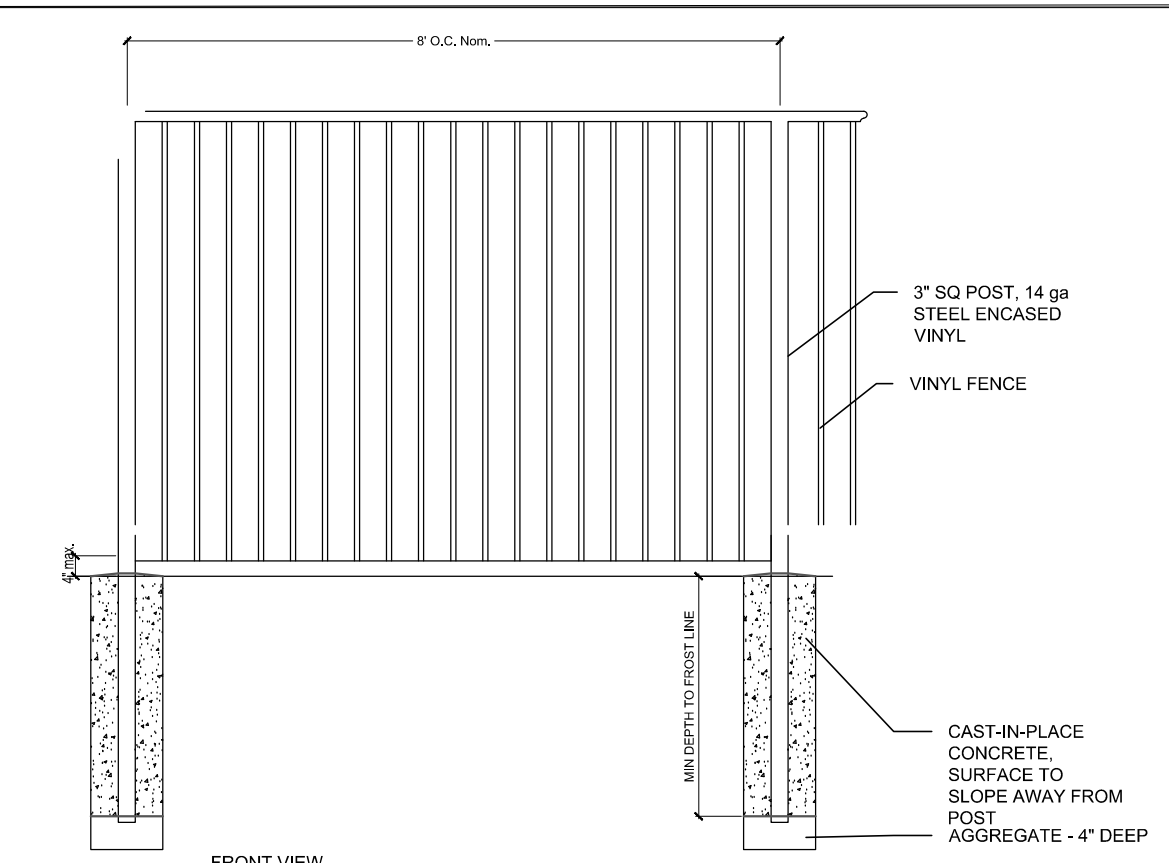 8' O.C. Nom.
3" SQ POST, 14 ga
STEEL ENCASED
VINYL
VINYL FENCE
4" max.
MIN DEPTH TO FROST LINE
CAST-IN-PLACE
CONCRETE,
SURFACE TO
SLOPE AWAY FROM
POST
AGGREGATE - 4" DEEP
FRONT VIEW